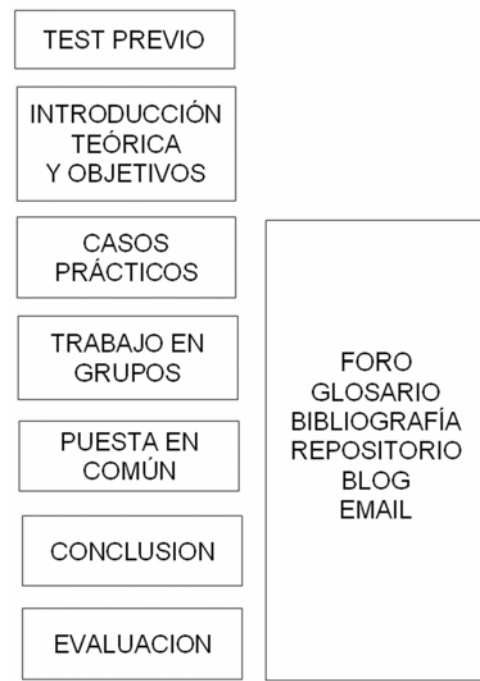 TEST PREVIO
INTRODUCCIÓN
TEÓRICA
Y OBJETIVOS
CASOS
PRÁCTICOS
TRABAJO EN
GRUPOS
PUESTA EN
COMÚN
CONCLUSION
EVALUACION
FORO
GLOSARIO
BIBLIOGRAFÍA
REPOSITORIO
BLOG
EMAIL